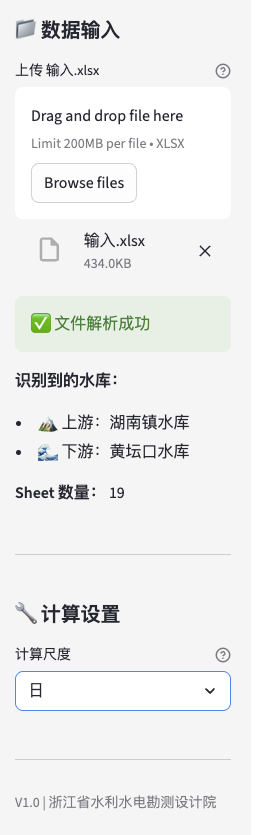 📁 数据输入
上传 输入.xlsx
Drag and drop file here
Limit 200MB per file • XLSX
Browse files
输入.xlsx
434.0KB
✅ 文件解析成功
识别到的水库：
• ⛰️ 上游：湖南镇水库
• 🌊 下游：黄坛口水库
Sheet 数量： 19
🔧 计算设置
计算尺度
日
V1.0 | 浙江省水利水电勘测设计院